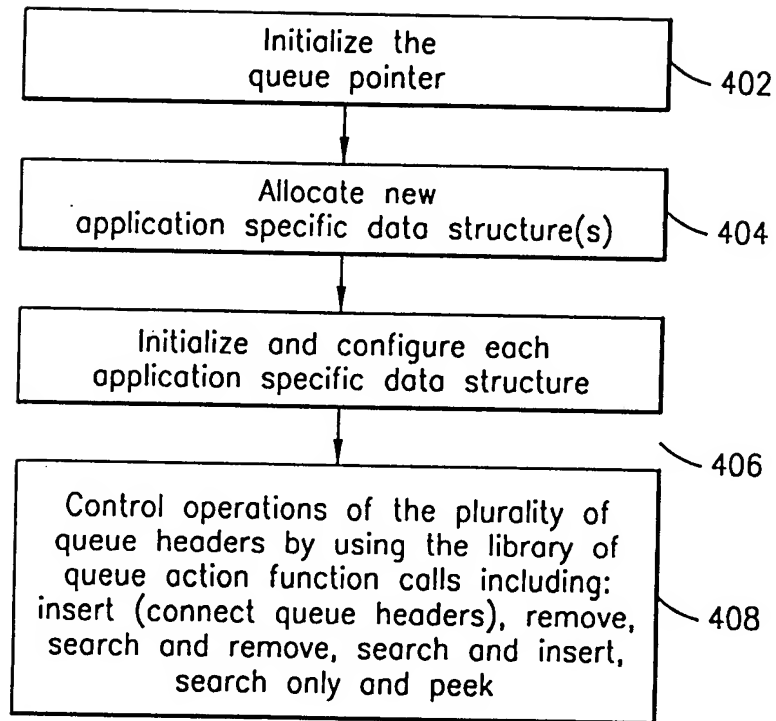 Initialize the
queue pointer
402
Allocate new
application specific data structure(s)
404
Initialize and configure each
application specific data structure
406
Control operations of the plurality of
queue headers by using the library of
queue action function calls including:
insert (connect queue headers), remove,
search and remove, search and insert,
search only and peek
408